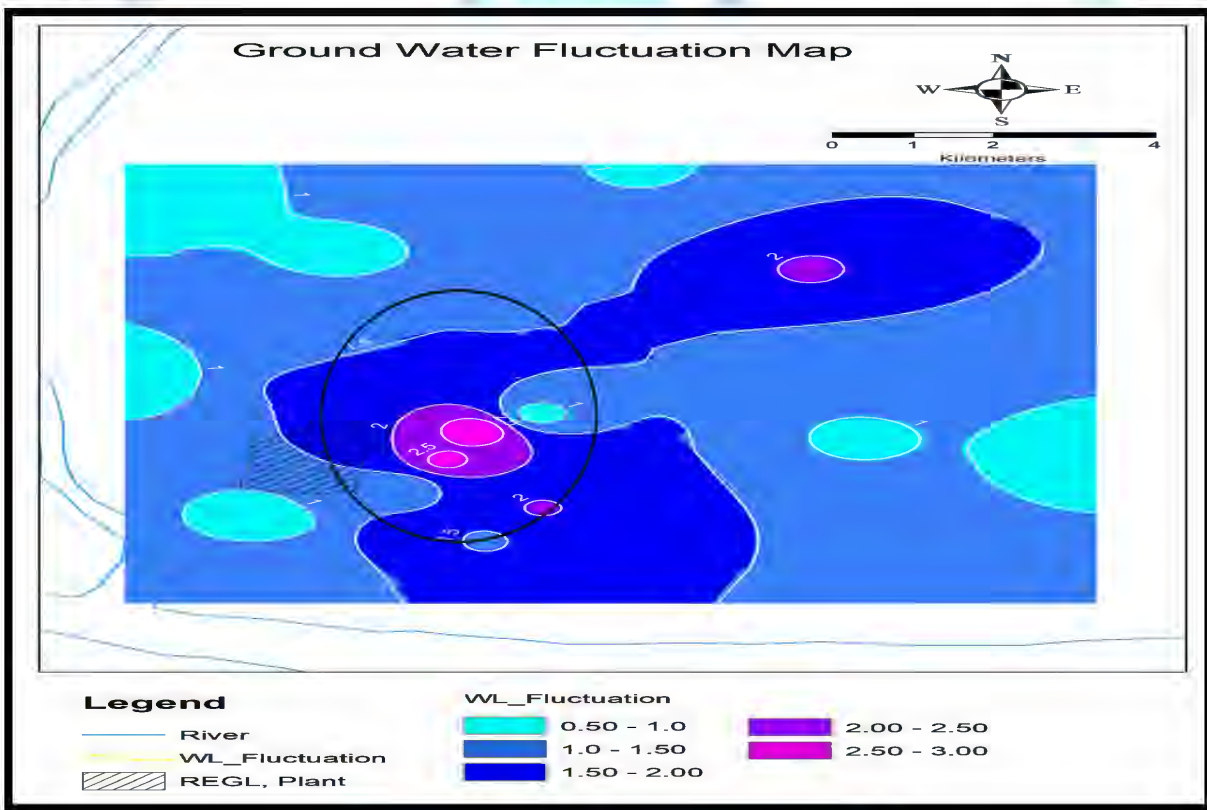 Ground Water Fluctuation Map
N
W E
S
0 1 2 4
Kilometers
1
2
1
1
2
1
2.5
1
2
Legend
River
WL_Fluctuation
REGL, Plant
WL_Fluctuation
0.50 - 1.0
1.0 - 1.50
1.50 - 2.00
2.00 - 2.50
2.50 - 3.00